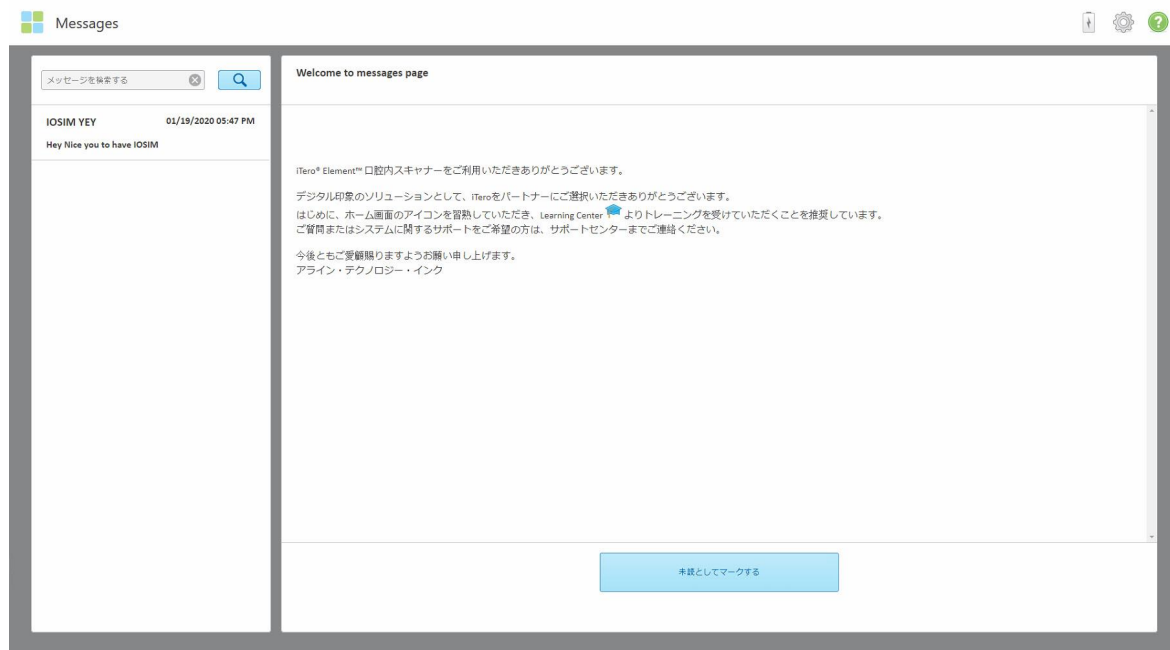 Messages
メッセージを検索する
IOSIM YEY 01/19/2020 05:47 PM
Hey Nice you to have IOSIM
Welcome to messages page
iTero® Element™ 口腔内スキャナーをご利用いただきありがとうございます。
デジタル印象のソリューションとして、iTeroをパートナーにご選択いただきありがとうございます。
はじめに、ホーム画面のアイコンを習熟していただき、Learning Center よりトレーニングを受けていただくことを推奨しています。
ご質問またはシステムに関するサポートをご希望の方は、サポートセンターまでご連絡ください。
今後ともご愛顧賜りますようお願い申し上げます。
アライン・テクノロジー・インク
未読としてマークする